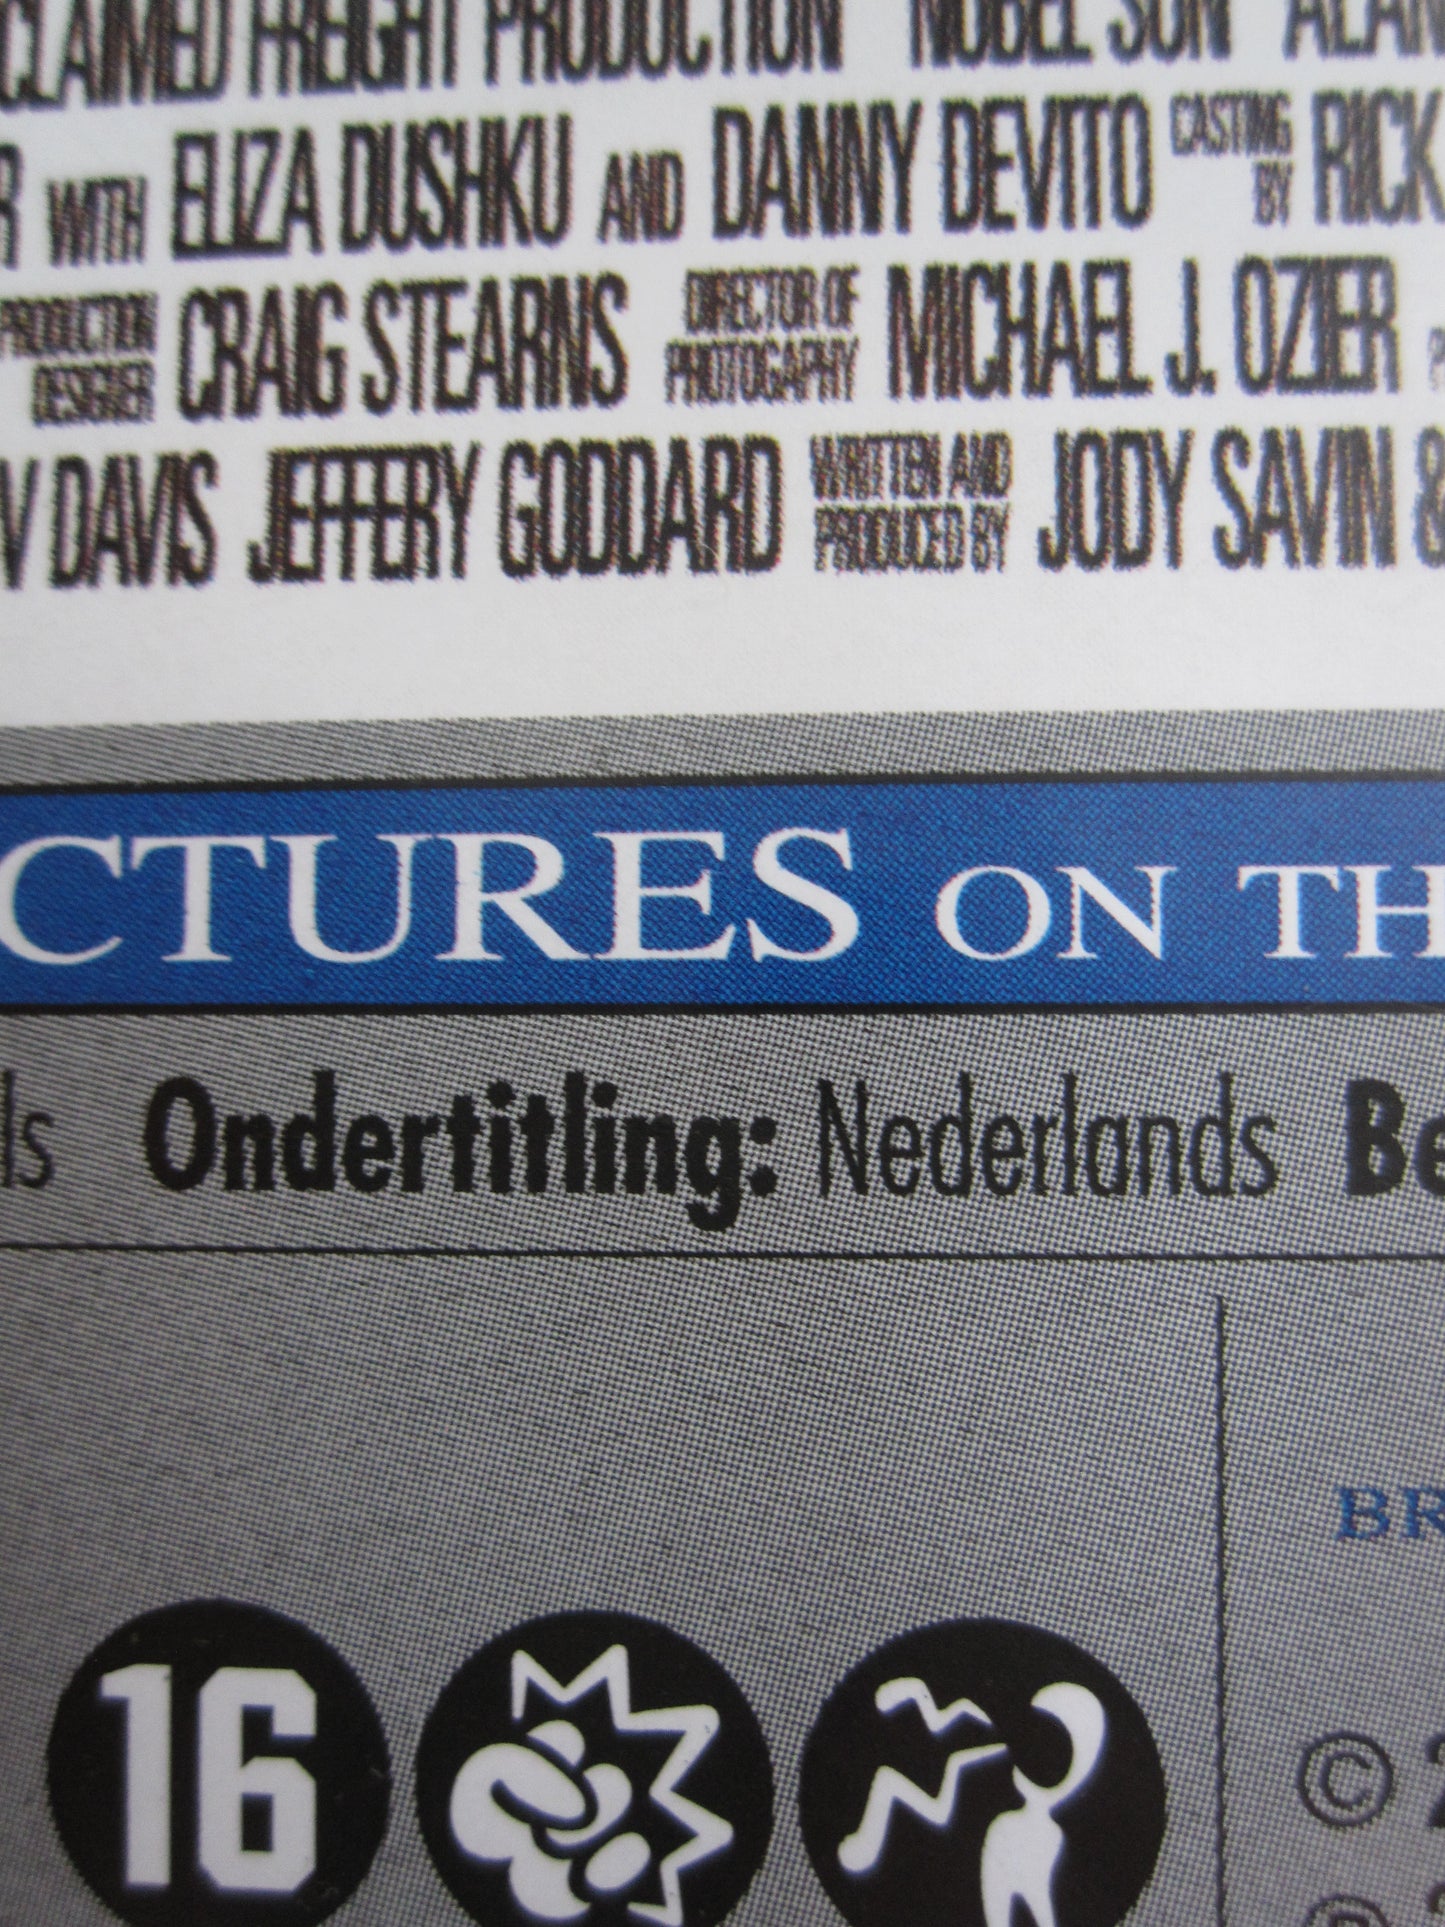 CLAIMED FREIGHT PRODUCTION "NOBEL SON" ALAN
R WITH ELIZA DUSHKU AND DANNY DEVITO CASTING BY RICK
PRODUCTION DESIGNER CRAIG STEARNS DIRECTOR OF PHOTOGAPHY MICHAEL J. OZIER
V DAVIS JEFFERY GODDARD WRITTEN AND PRODUCED BY JODY SAVIN &
CTURES ON TH
ls Ondertitling: Nederlands Be
BR
16
© 2
©